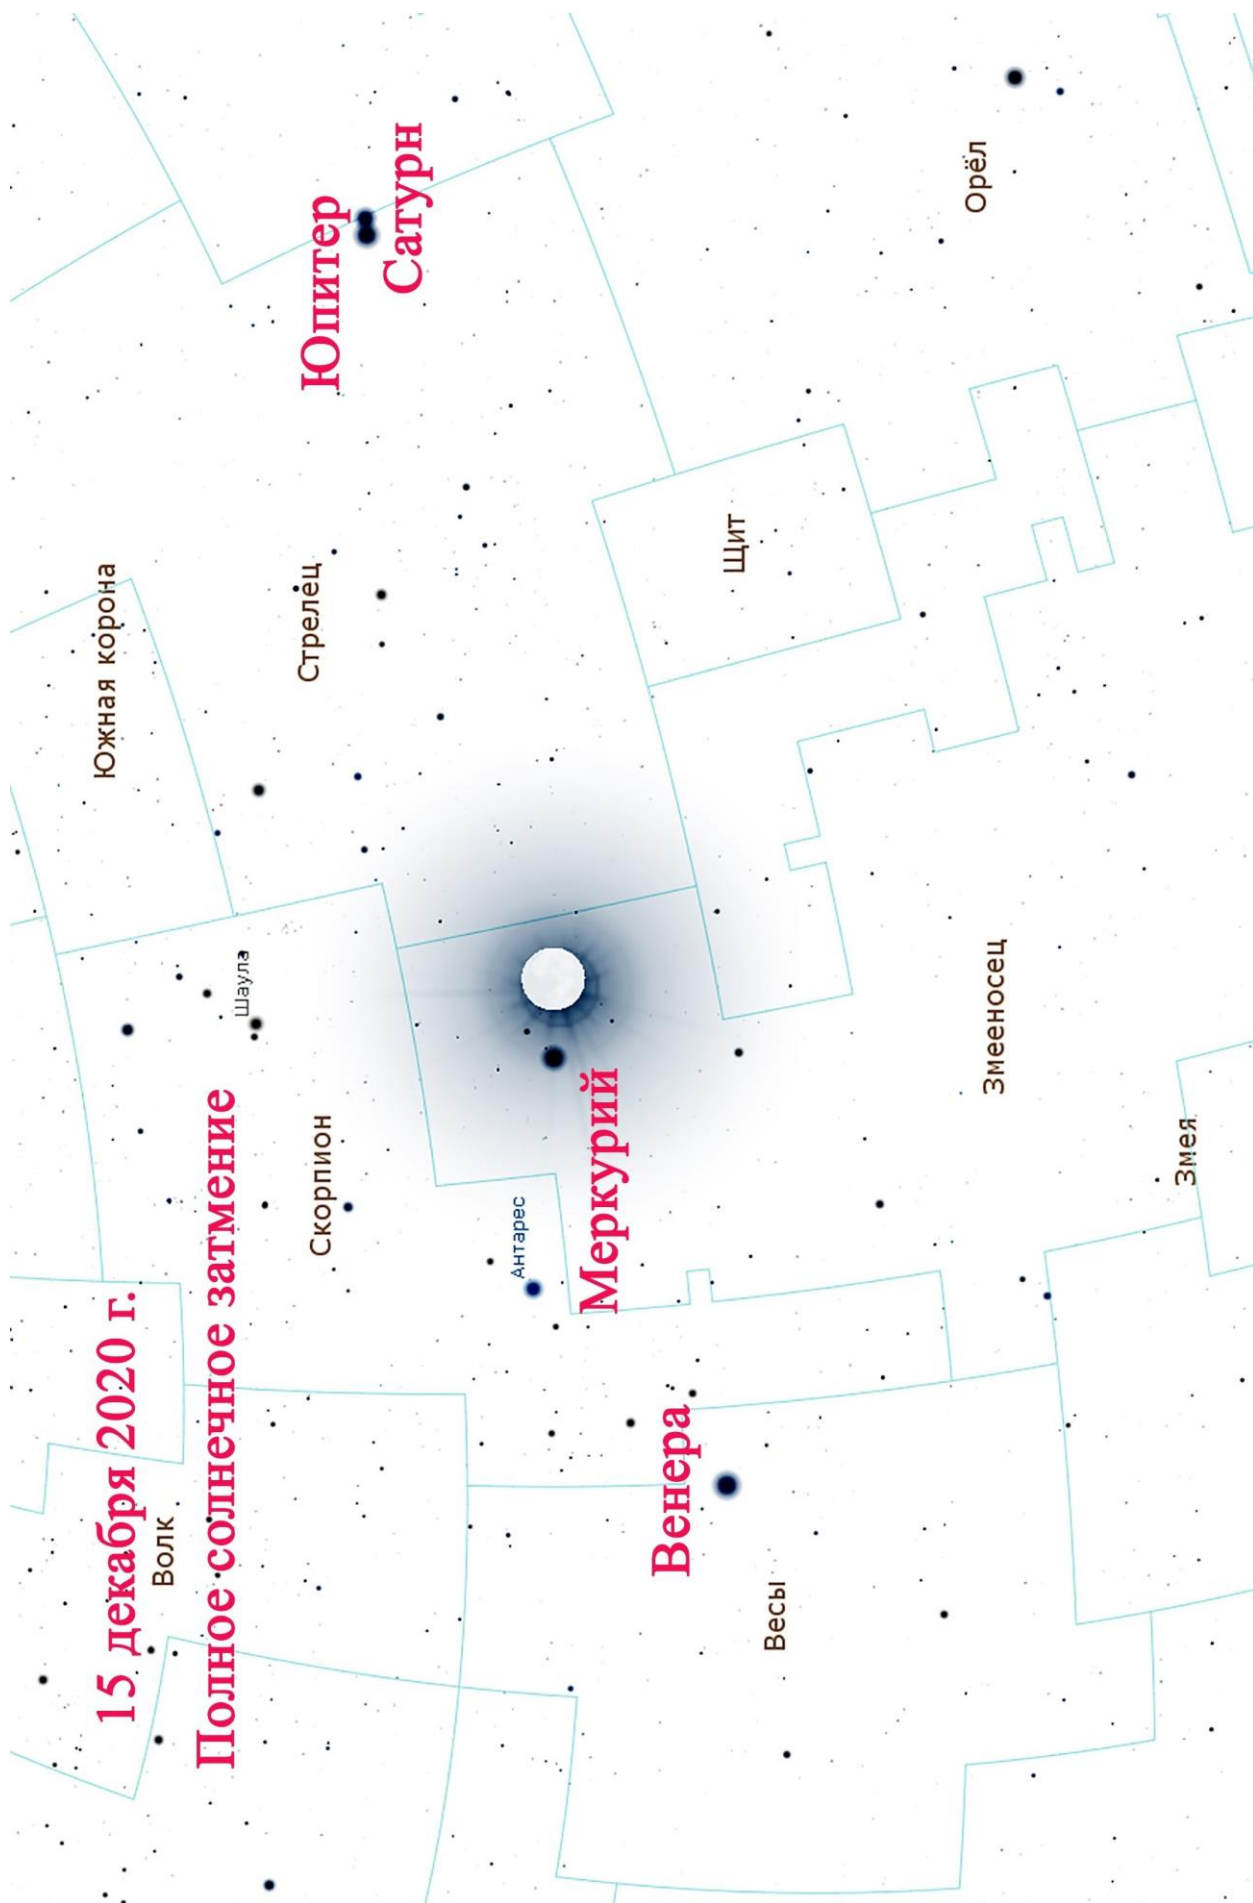 15 декабря 2020 г.
Полное солнечное затмение
Юпитер
Сатурн
Меркурий
Венера
Южная корона
Стрелец
Щит
Орёл
Шаула
Скорпион
Антарес
Змееносец
Змея
Волк
Весы